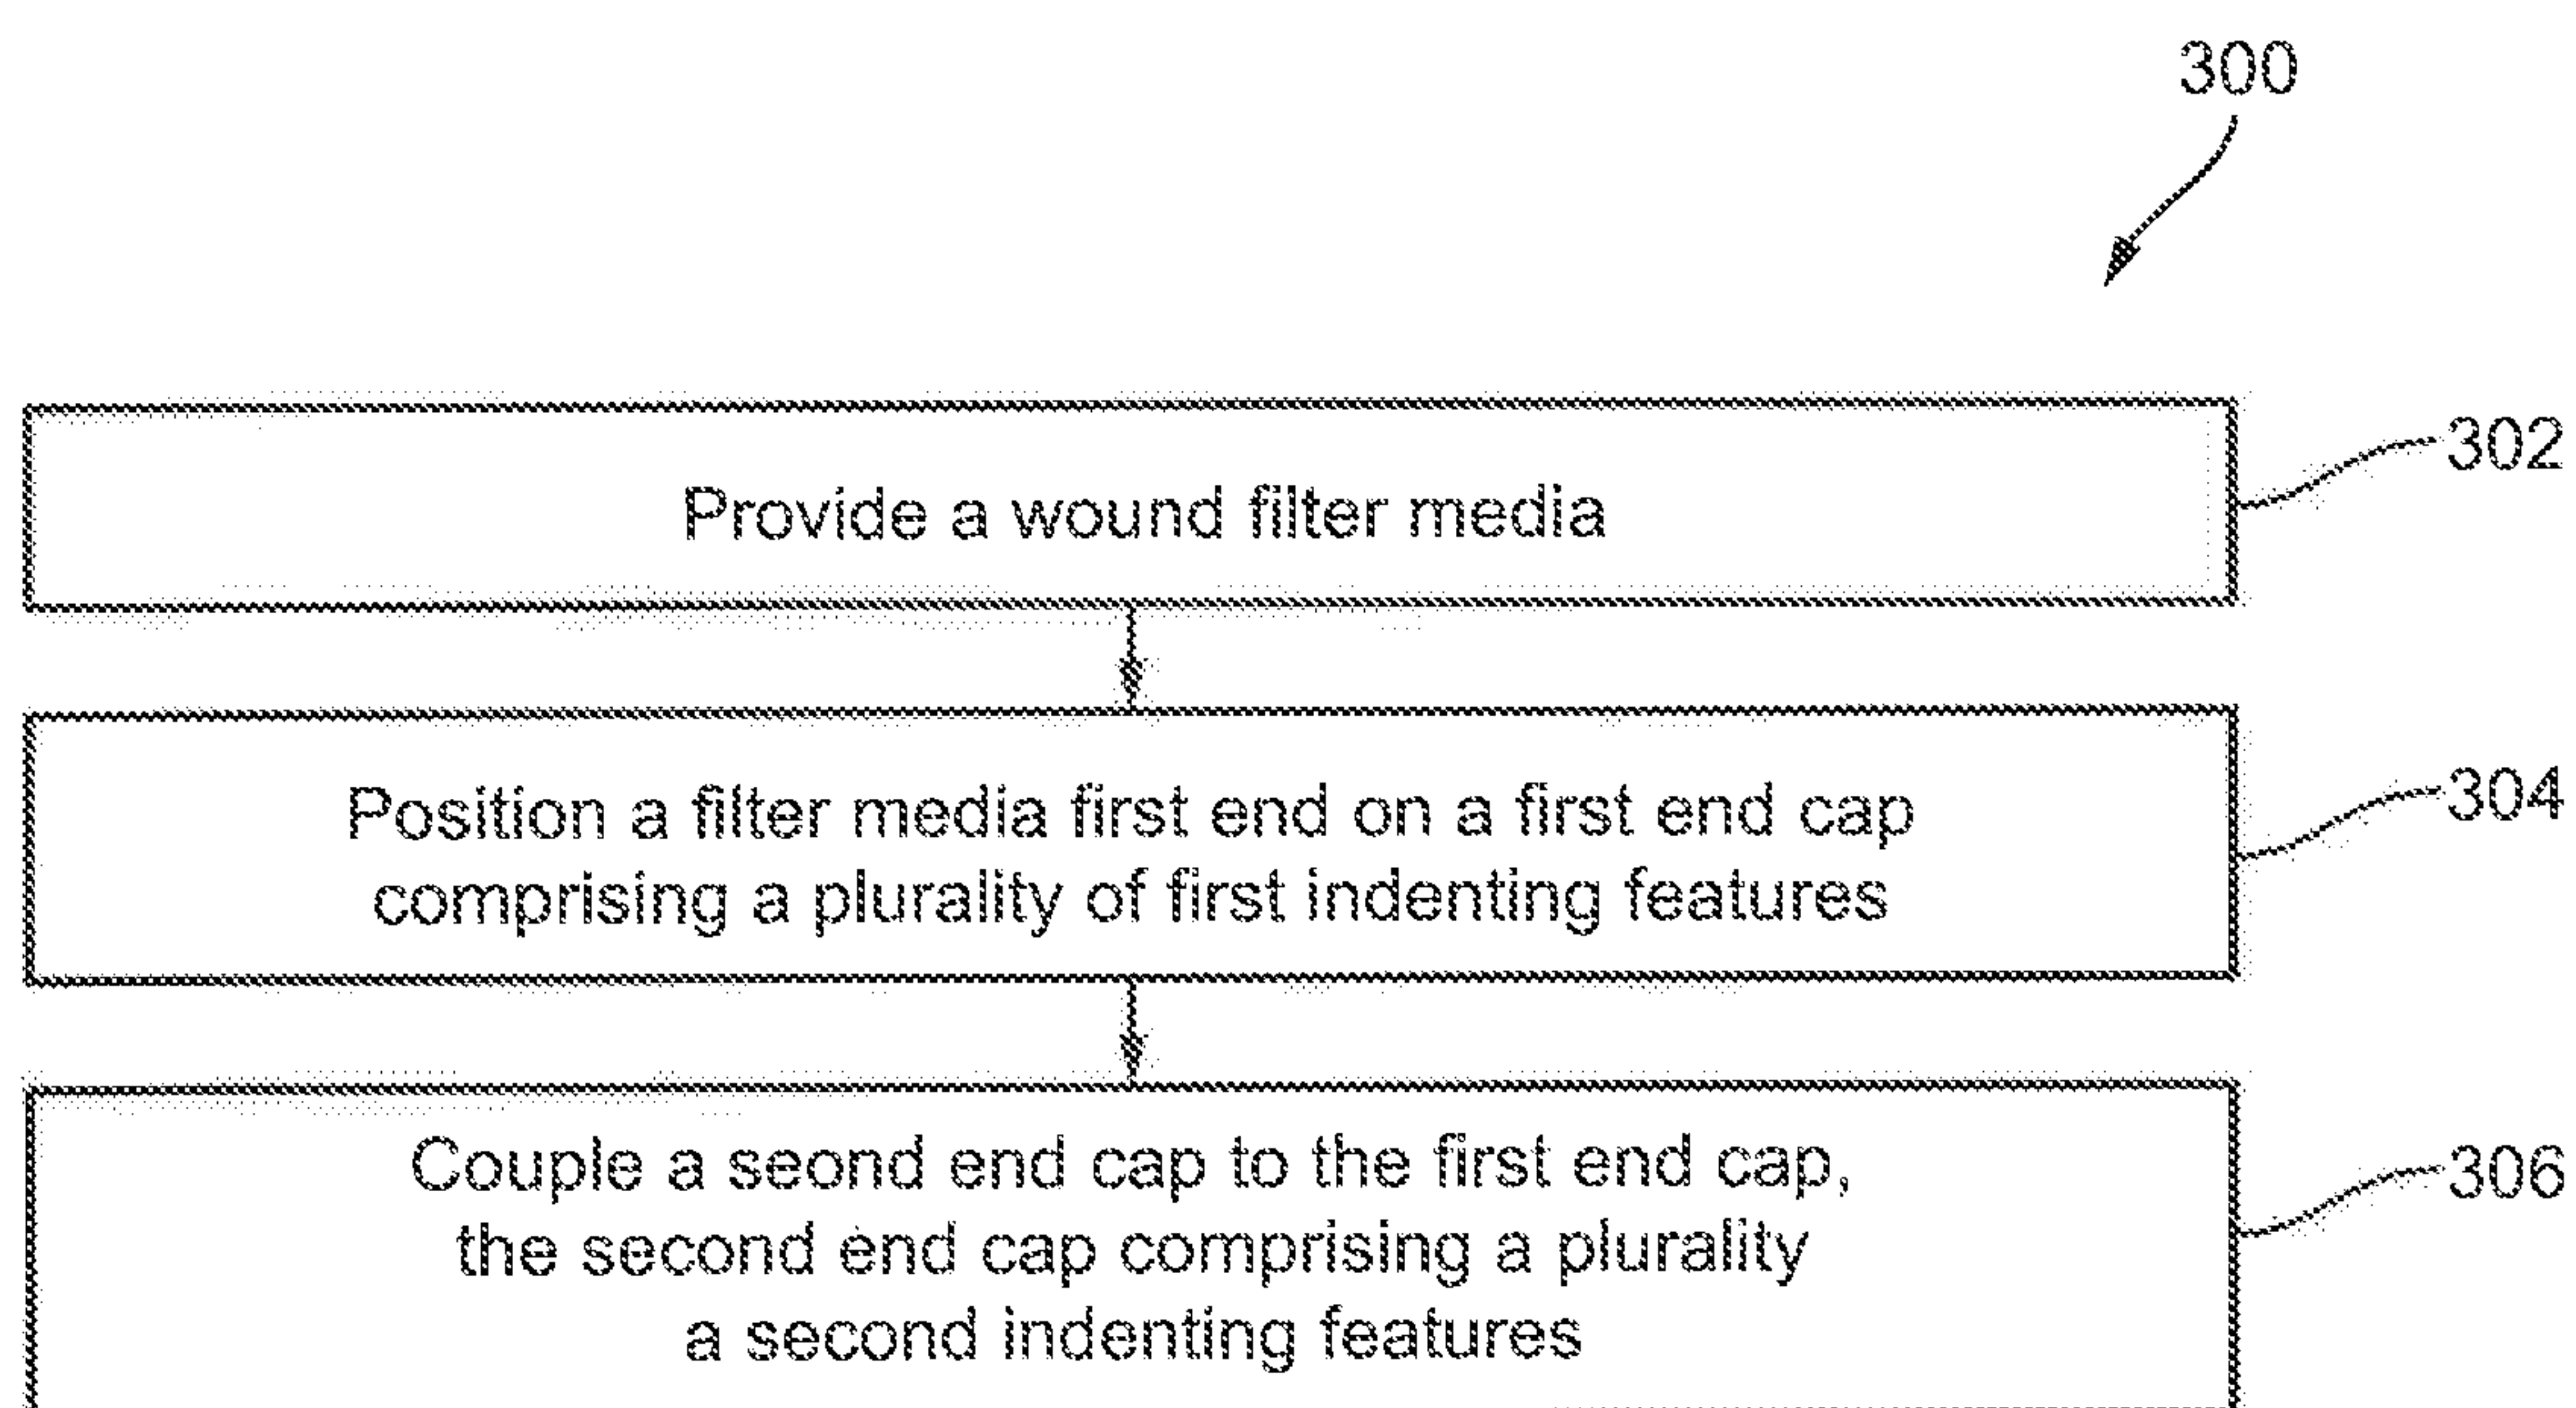 300
Provide a wound filter media
302
Position a filter media first end on a first end cap
comprising a plurality of first indenting features
304
Couple a seond end cap to the first end cap,
the second end cap comprising a plurality
a second indenting features
306